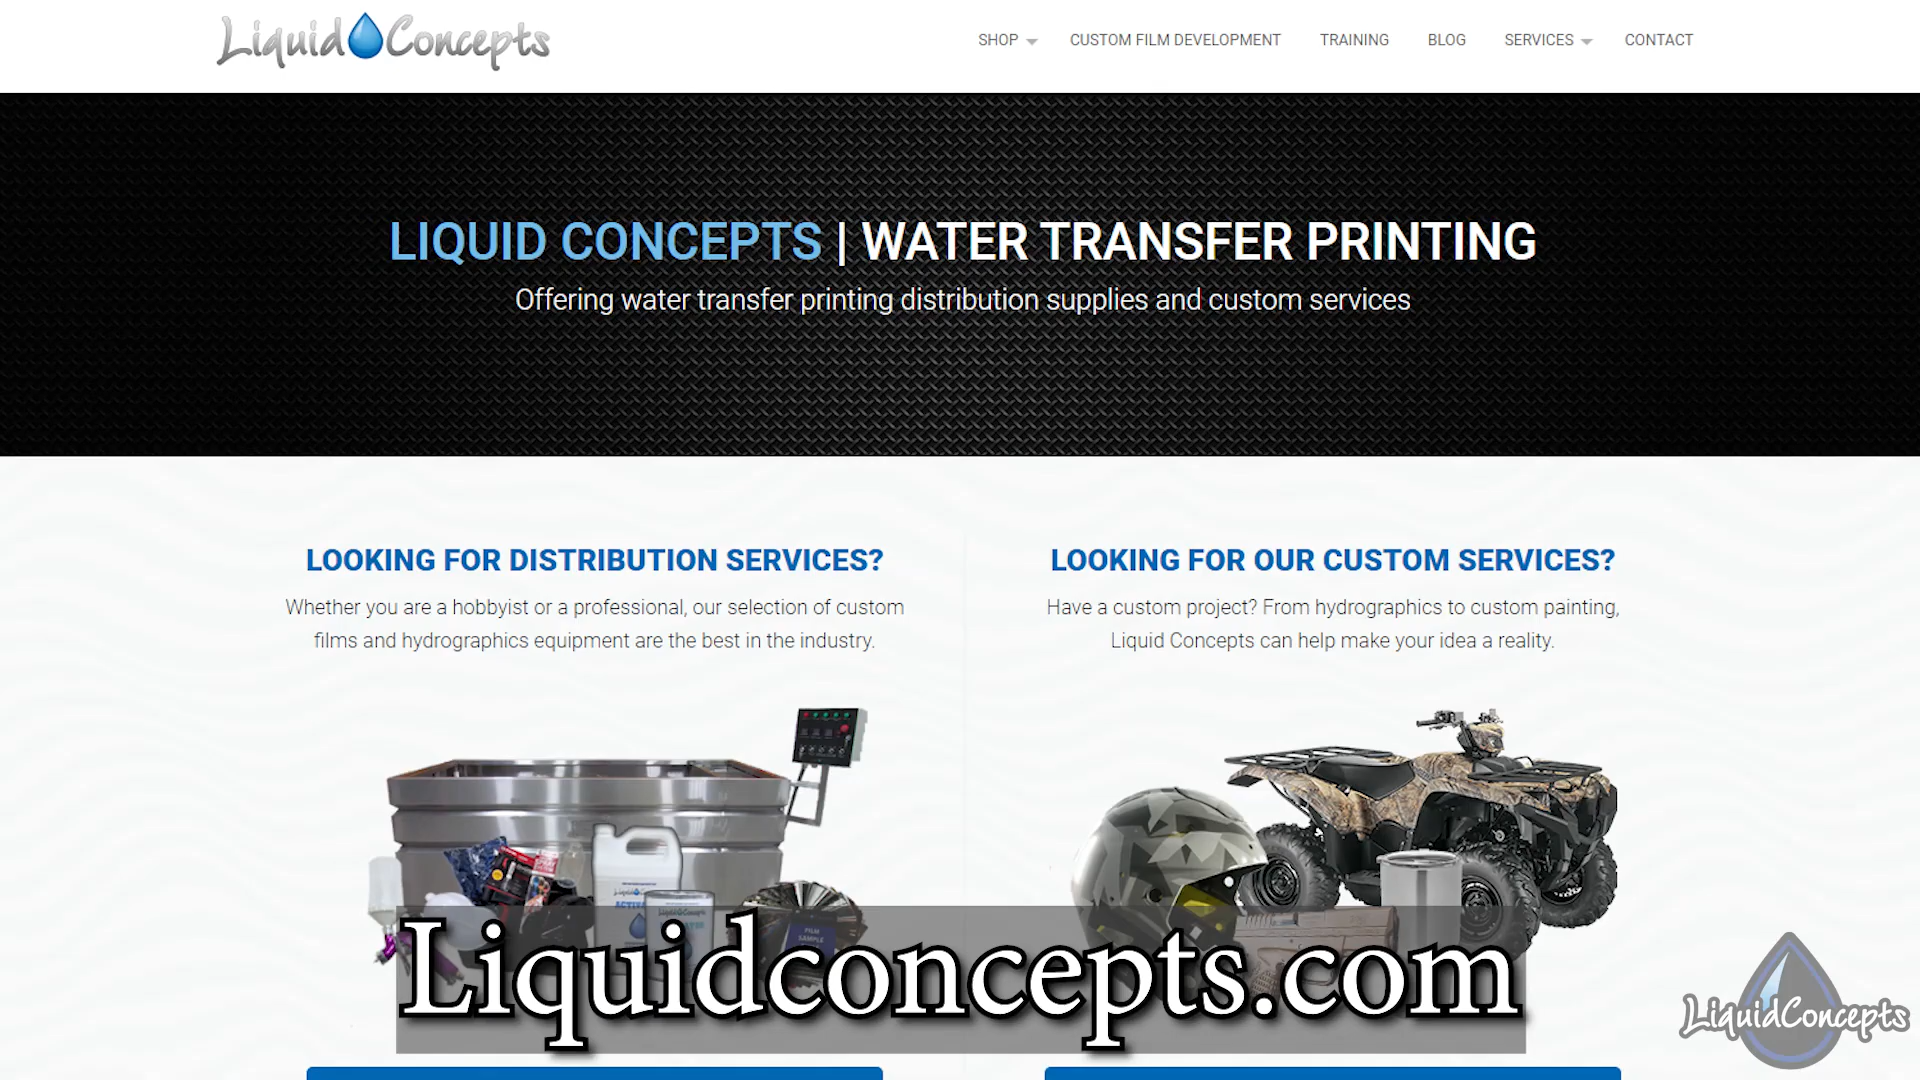 Liquid Concepts
SHOP
CUSTOM FILM DEVELOPMENT
TRAINING
BLOG
SERVICES
CONTACT
LIQUID CONCEPTS | WATER TRANSFER PRINTING
Offering water transfer printing distribution supplies and custom services
LOOKING FOR DISTRIBUTION SERVICES?
Whether you are a hobbyist or a professional, our selection of custom
films and hydrographics equipment are the best in the industry.
LOOKING FOR OUR CUSTOM SERVICES?
Have a custom project? From hydrographics to custom painting,
Liquid Concepts can help make your idea a reality.
FILM
SAMPLE
Liquidconcepts.com
LiquidConcepts